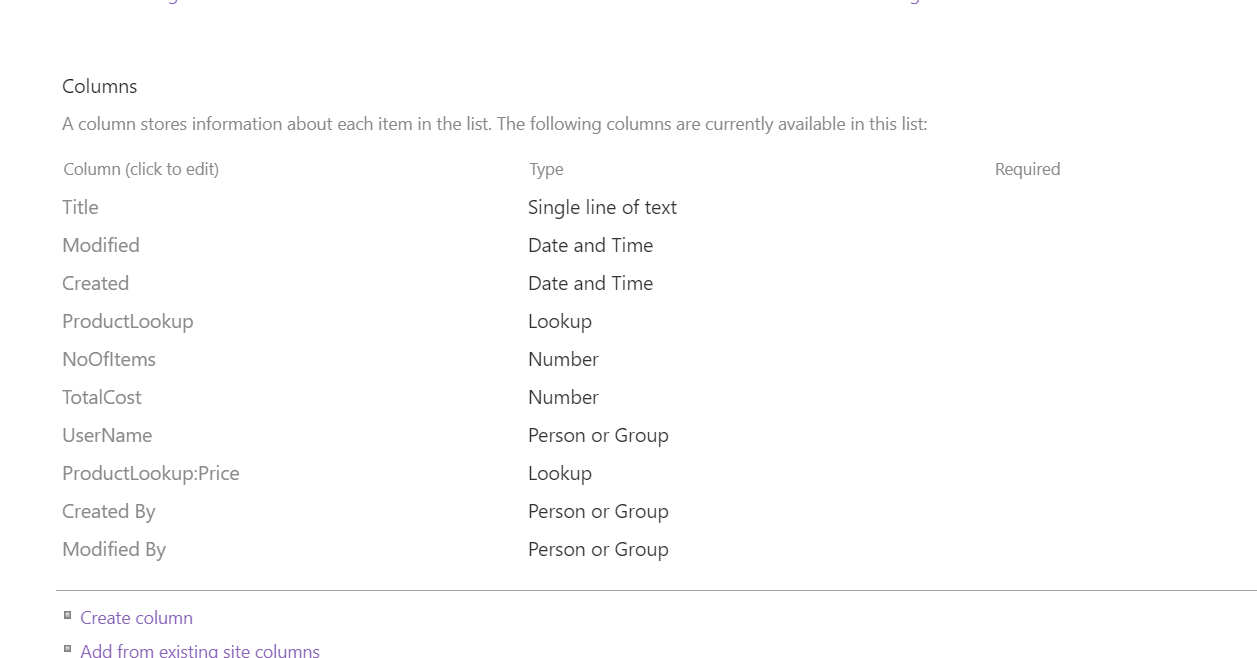 Columns
A column stores information about each item in the list. The following columns are currently available in this list:
Column (click to edit) Type Required
Title Single line of text
Modified Date and Time
Created Date and Time
ProductLookup Lookup
NoOfItems Number
TotalCost Number
UserName Person or Group
ProductLookup:Price Lookup
Created By Person or Group
Modified By Person or Group
Create column
Add from existing site columns